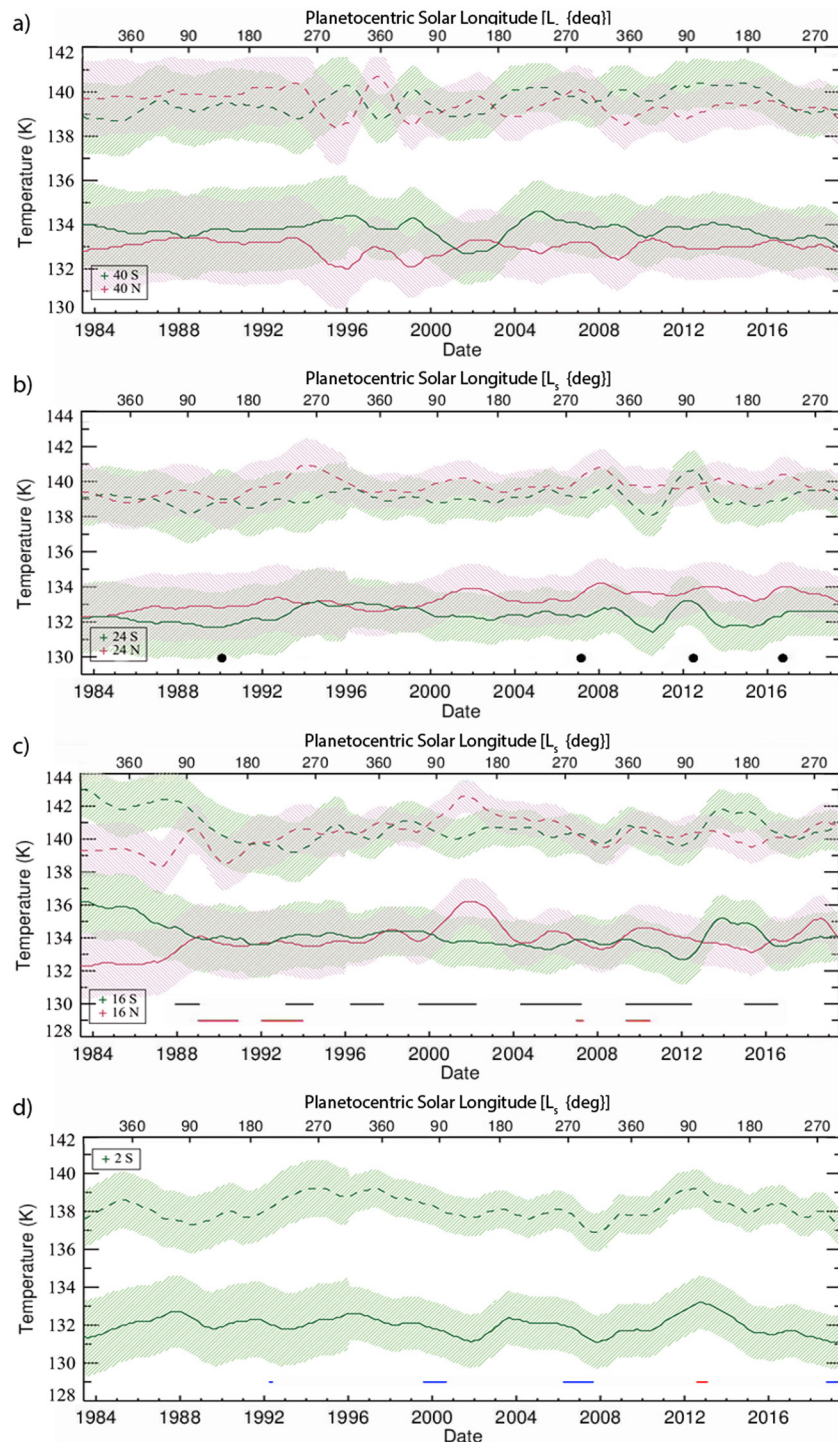 a)
Planetocentric Solar Longitude [L. {deg}]
360 90 180 270 360 90 180 270 360 90 180 270
142
140
138
136
134
132
130
Temperature (K)
+ 40 S
+ 40 N
1984 1988 1992 1996 2000 2004 2008 2012 2016
Date
b)
Planetocentric Solar Longitude [Ls {deg}]
360 90 180 270 360 90 180 270 360 90 180 270
144
142
140
138
136
134
132
130
Temperature (K)
+ 24 S
+ 24 N
1984 1988 1992 1996 2000 2004 2008 2012 2016
Date
c)
Planetocentric Solar Longitude [Ls {deg}]
360 90 180 270 360 90 180 270 360 90 180 270
144
142
140
138
136
134
132
130
128
Temperature (K)
+ 16 S
+ 16 N
1984 1988 1992 1996 2000 2004 2008 2012 2016
Date
d)
Planetocentric Solar Longitude [Ls {deg}]
360 90 180 270 360 90 180 270 360 90 180 270
+ 2 S
142
140
138
136
134
132
130
128
Temperature (K)
1984 1988 1992 1996 2000 2004 2008 2012 2016
Date